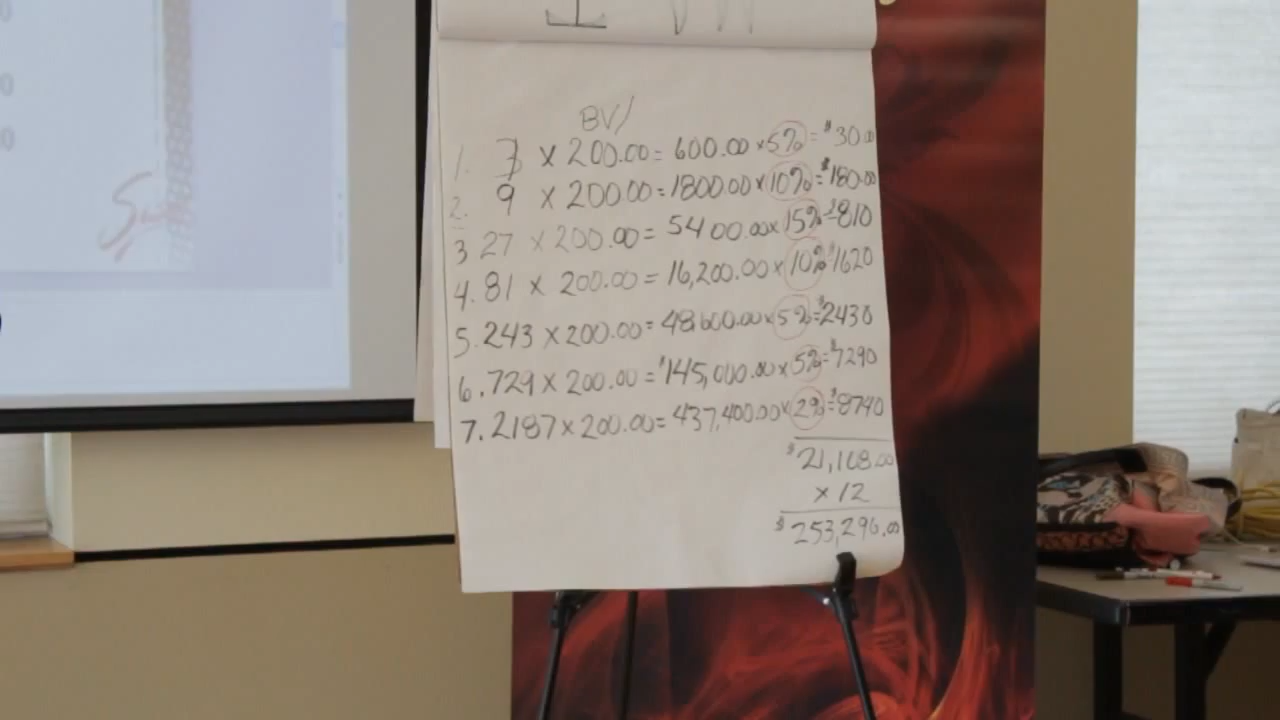 BV/
1. 3 × 200.00 = 600.00 × 5% = $30.00
2. 9 × 200.00 = 1800.00 × 10% = $180.00
3 27 × 200.00 = 5400.00 × 15% = $810
4. 81 × 200.00 = 16,200.00 × 10% = $1620
5. 243 × 200.00 = 48,600.00 × 5% = $2430
6. 729 × 200.00 = $145,000.00 × 5% = $7290
7. 2187 × 200.00 = 437,400.00 × 2% = $8740
$21,108.00
× 12
$253,296.00